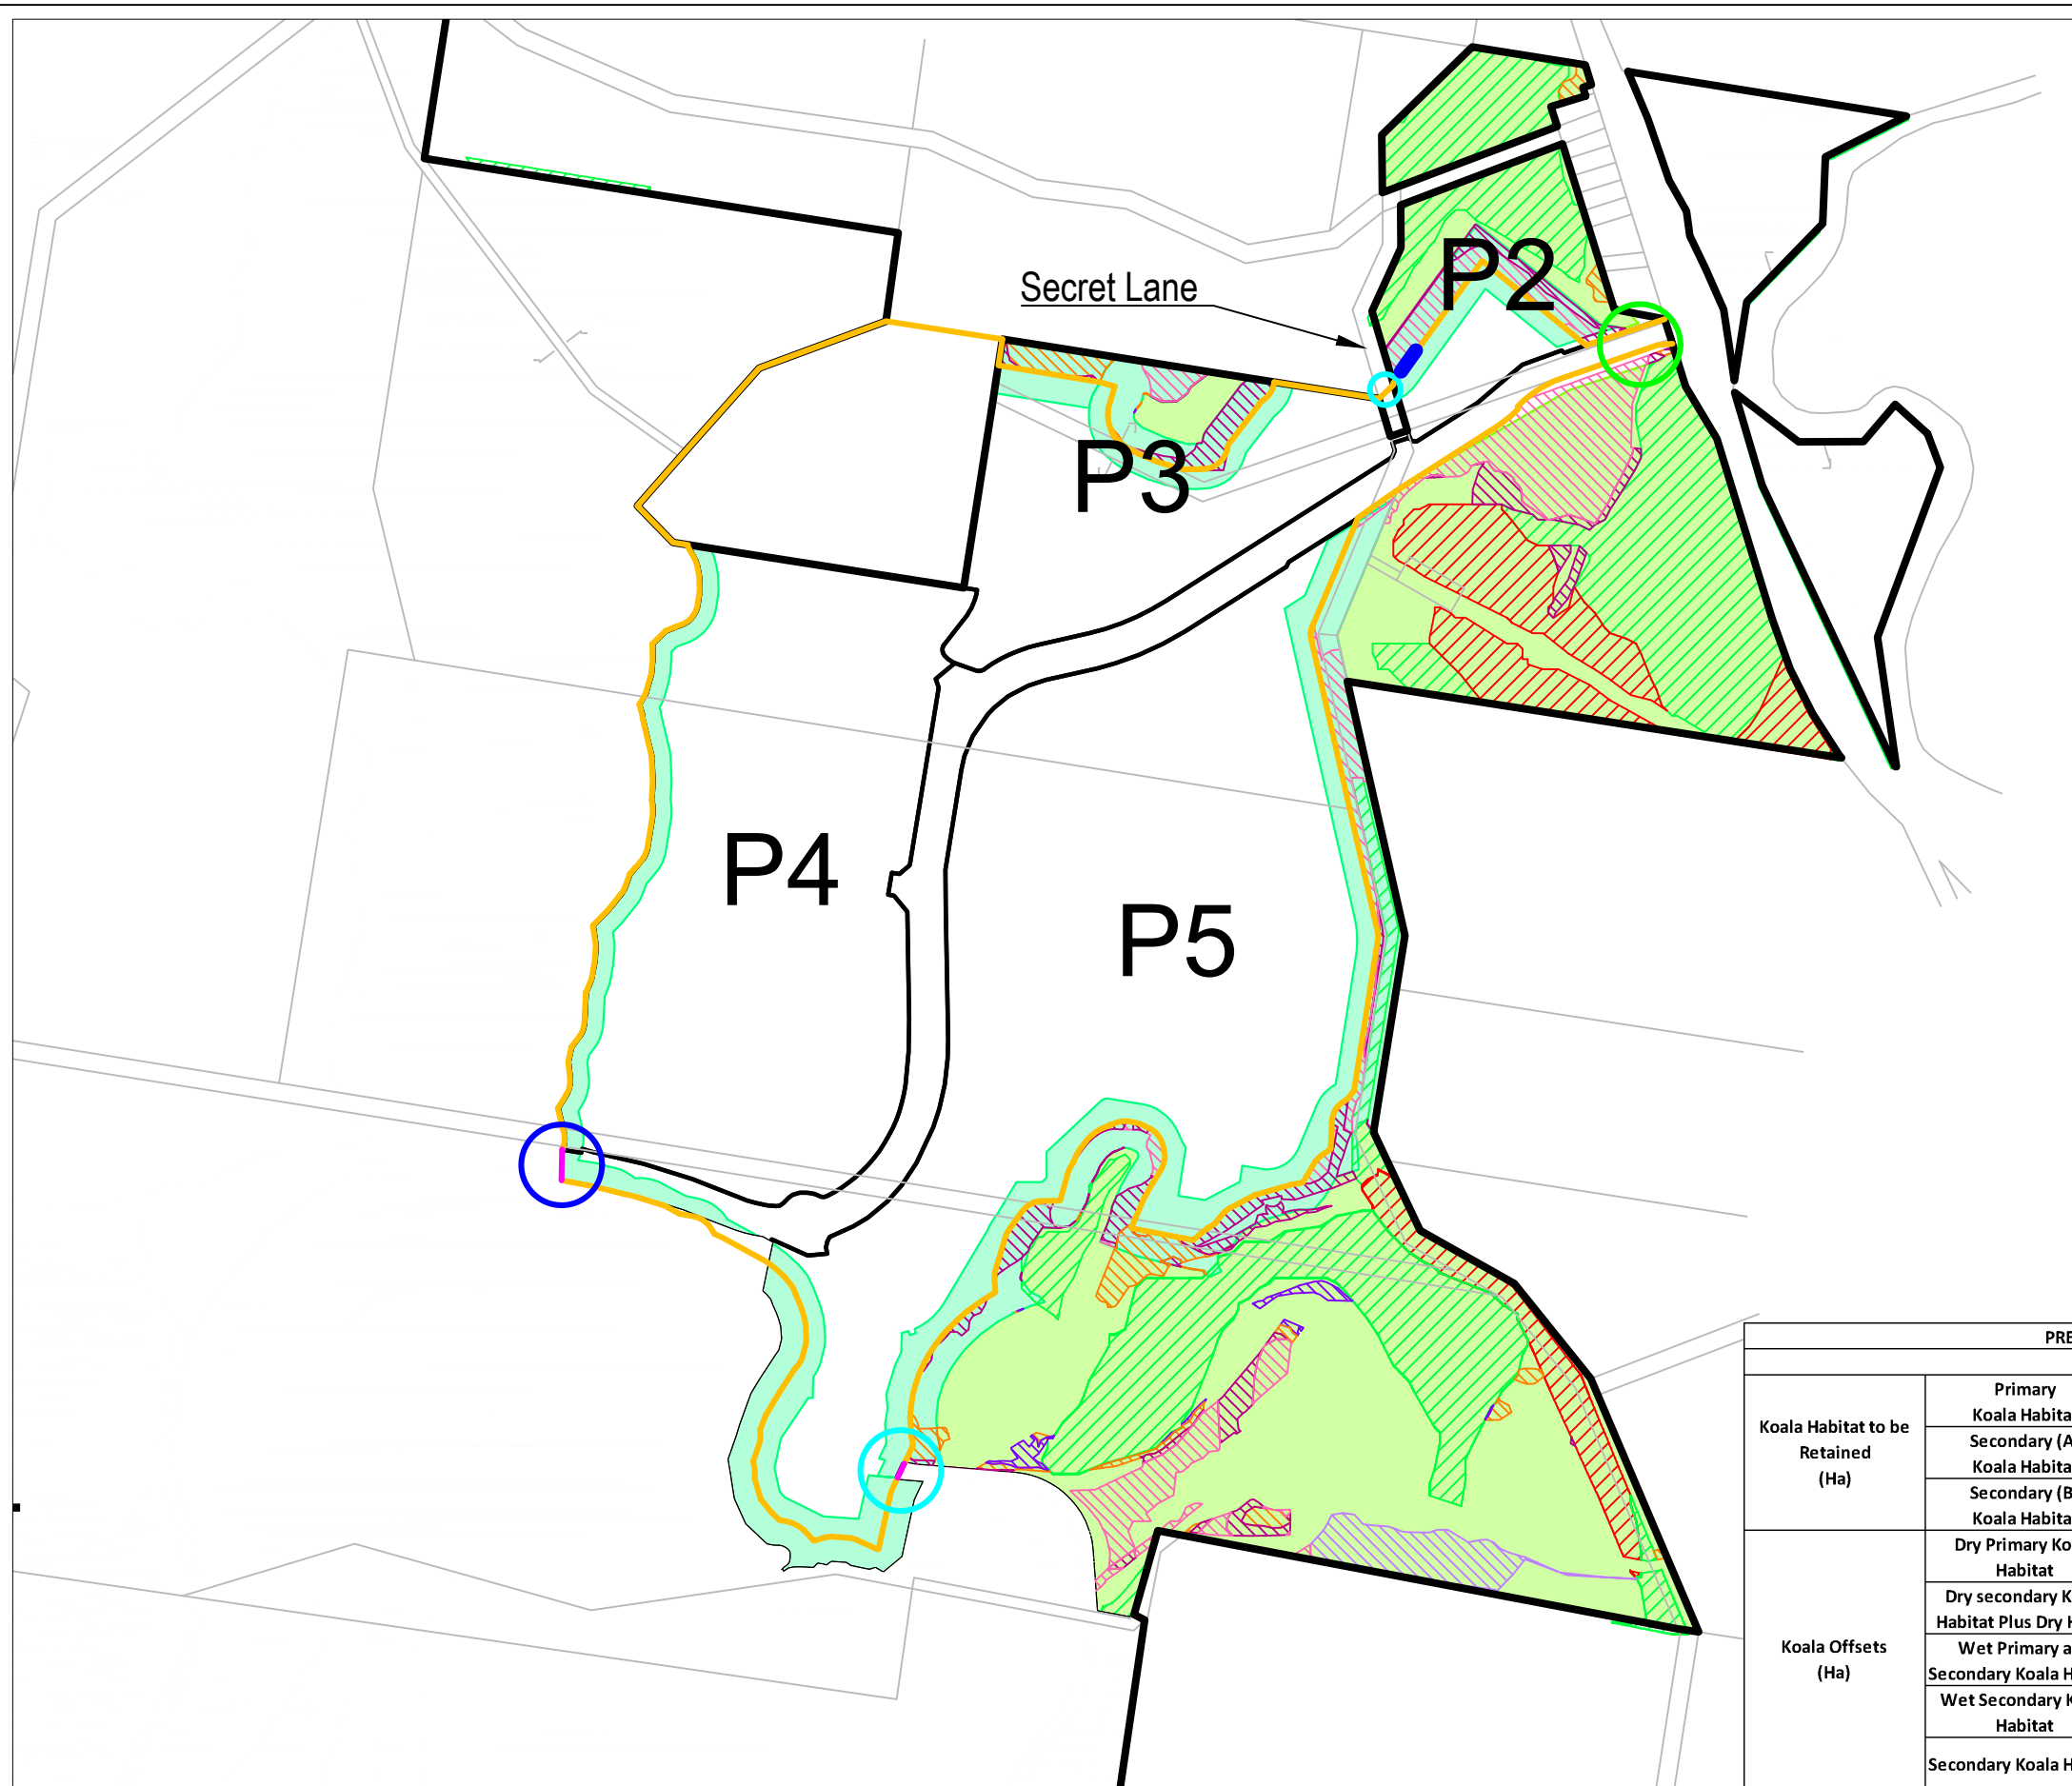 P2
Secret Lane
P3
P4
P5
PRE
Primary
Koala Habita
Koala Habitat to be
Retained
(Ha)
Secondary (A
Koala Habita
Secondary (B
Koala Habita
Dry Primary Ko
Habitat
Dry secondary K
Habitat Plus Dry H
Koala Offsets
(Ha)
Wet Primary a
Secondary Koala H
Wet Secondary K
Habitat
Secondary Koala H